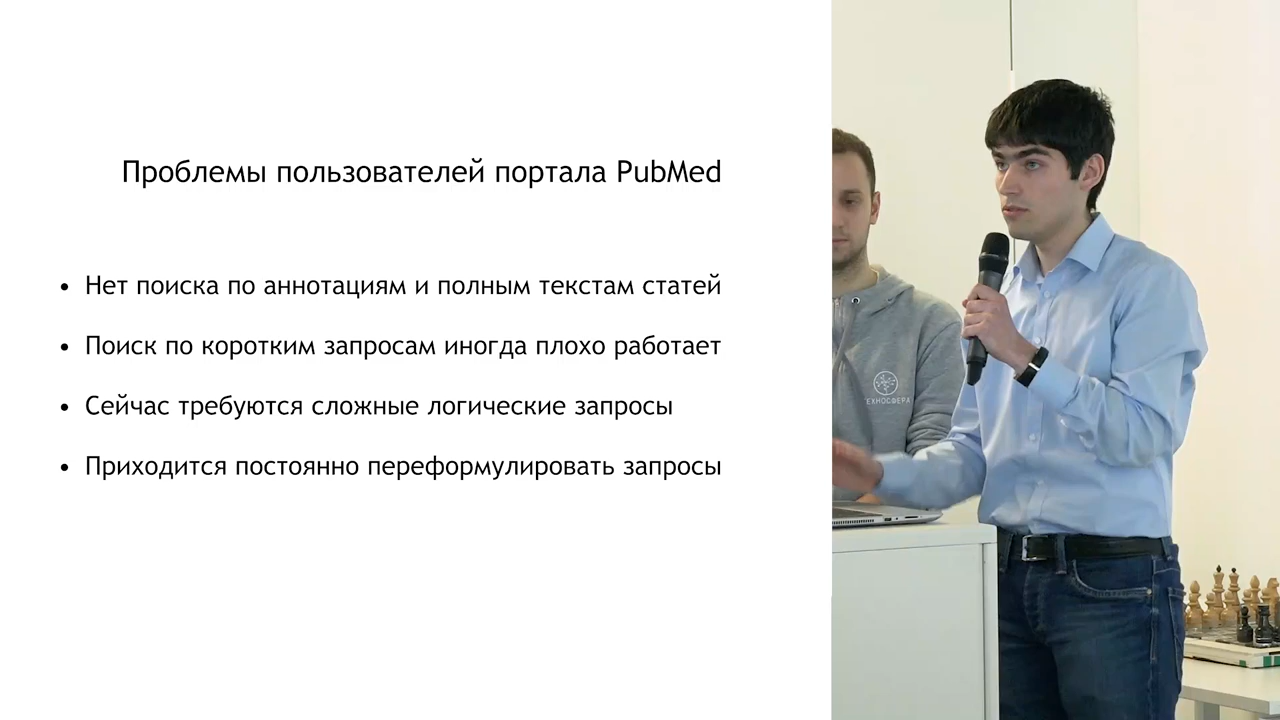 Проблемы пользователей портала PubMed
• Нет поиска по аннотациям и полным текстам статей
• Поиск по коротким запросам иногда плохо работает
• Сейчас требуются сложные логические запросы
• Приходится постоянно переформулировать запросы
ТЕХНОСФЕРА